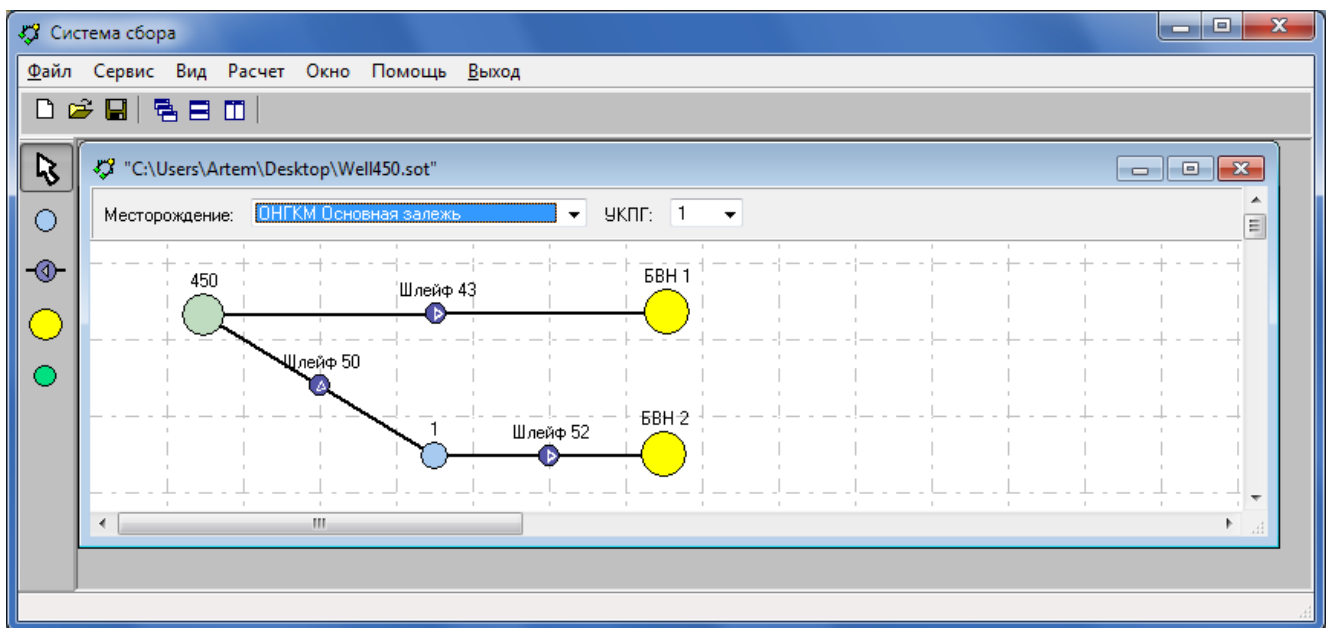 Система сбора
Файл Сервис Вид Расчет Окно Помощь Выход
"C:\Users\Artem\Desktop\Well450.sot"
Месторождение: ОНГКМ Основная залежь УКПГ: 1
450
Шлейф 43
БВН 1
Шлейф 50
1
Шлейф 52
БВН 2